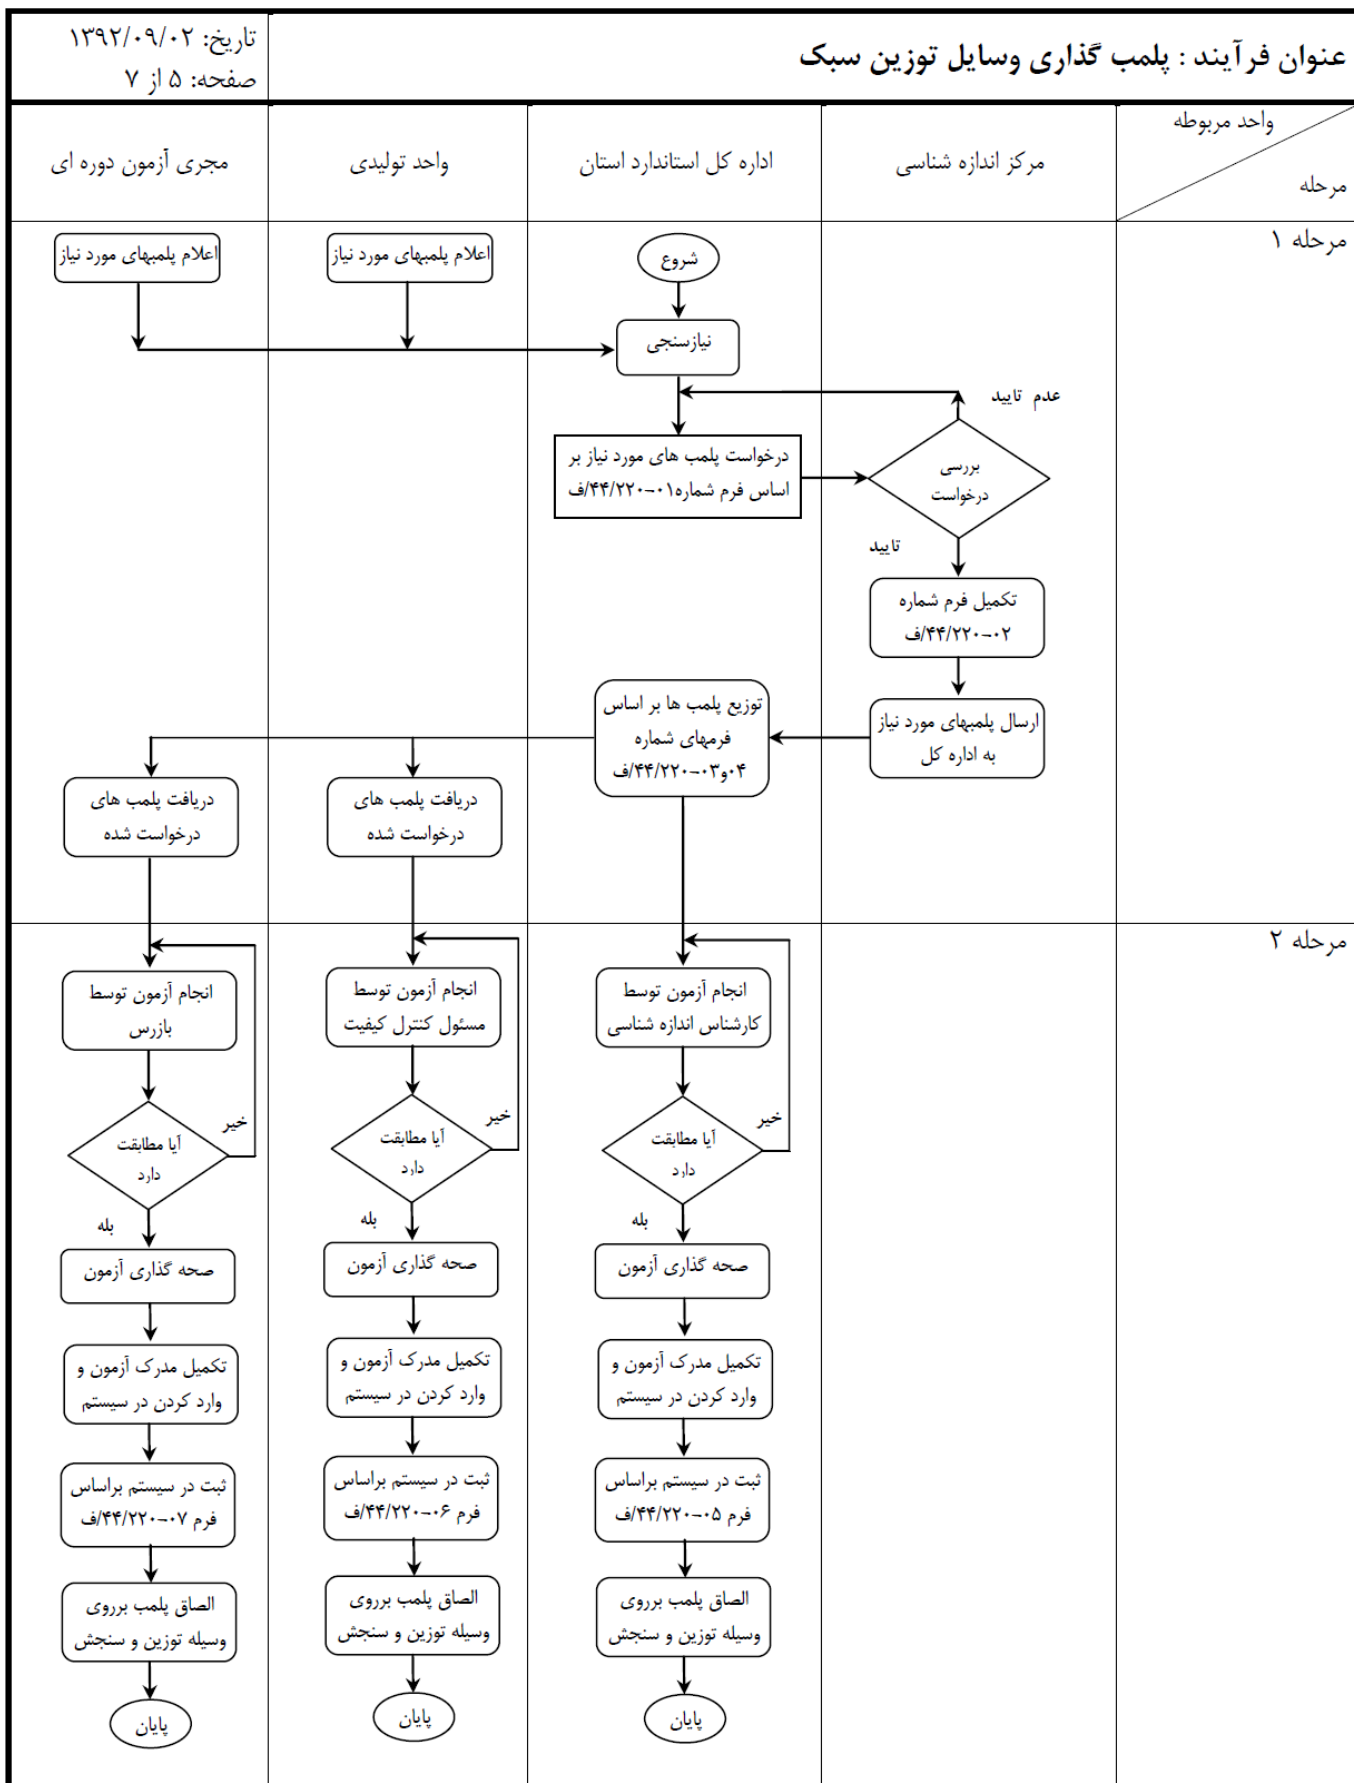 عنوان فرآیند : پلمب گذاری وسایل توزین سبک
تاریخ: ۱۳۹۲/۰۹/۰۲
صفحه: ۵ از ۷
واحد مربوطه
مرحله
مرکز اندازه شناسی
اداره کل استاندارد استان
واحد تولیدی
مجری آزمون دوره ای
مرحله ۱
شروع
اعلام پلمبهای مورد نیاز
اعلام پلمبهای مورد نیاز
نیازسنجی
عدم تایید
درخواست پلمب های مورد نیاز بر
اساس فرم شماره۰۱-۴۴/۲۲۰/ف
بررسی
درخواست
تایید
تکمیل فرم شماره
۰۲-۴۴/۲۲۰/ف
ارسال پلمبهای مورد نیاز
به اداره کل
توزیع پلمب ها بر اساس
فرمهای شماره
۰۴و۰۳-۴۴/۲۲۰/ف
دریافت پلمب های
درخواست شده
دریافت پلمب های
درخواست شده
مرحله ۲
انجام آزمون توسط
کارشناس اندازه شناسی
آیا مطابقت
دارد
خیر
بله
صحه گذاری آزمون
تکمیل مدرک آزمون و
وارد کردن در سیستم
ثبت در سیستم براساس
فرم ۰۵-۴۴/۲۲۰/ف
الصاق پلمب برروی
وسیله توزین و سنجش
پایان
انجام آزمون توسط
مسئول کنترل کیفیت
آیا مطابقت
دارد
خیر
بله
صحه گذاری آزمون
تکمیل مدرک آزمون و
وارد کردن در سیستم
ثبت در سیستم براساس
فرم ۰۶-۴۴/۲۲۰/ف
الصاق پلمب برروی
وسیله توزین و سنجش
پایان
انجام آزمون توسط
بازرس
آیا مطابقت
دارد
خیر
بله
صحه گذاری آزمون
تکمیل مدرک آزمون و
وارد کردن در سیستم
ثبت در سیستم براساس
فرم ۰۷-۴۴/۲۲۰/ف
الصاق پلمب برروی
وسیله توزین و سنجش
پایان